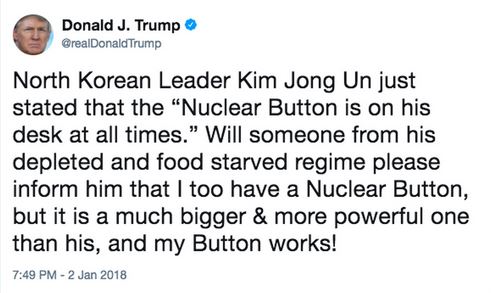 Donald J. Trump
@realDonaldTrump
North Korean Leader Kim Jong Un just
stated that the “Nuclear Button is on his
desk at all times.” Will someone from his
depleted and food starved regime please
inform him that I too have a Nuclear Button,
but it is a much bigger & more powerful one
than his, and my Button works!
7:49 PM - 2 Jan 2018